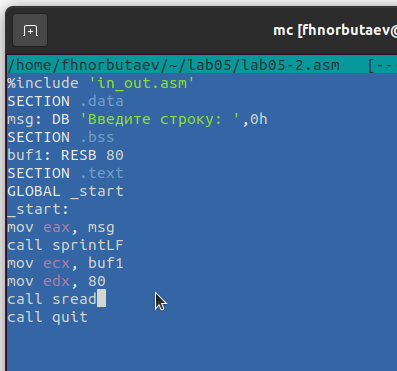 mc [fhnorbutaev@
/home/fhnorbutaev/~/lab05/lab05-2.asm [---
%include 'in_out.asm'
SECTION .data
msg: DB 'Введите строку: ',0h
SECTION .bss
buf1: RESB 80
SECTION .text
GLOBAL _start
_start:
mov eax, msg
call sprintLF
mov ecx, buf1
mov edx, 80
call sread
call quit